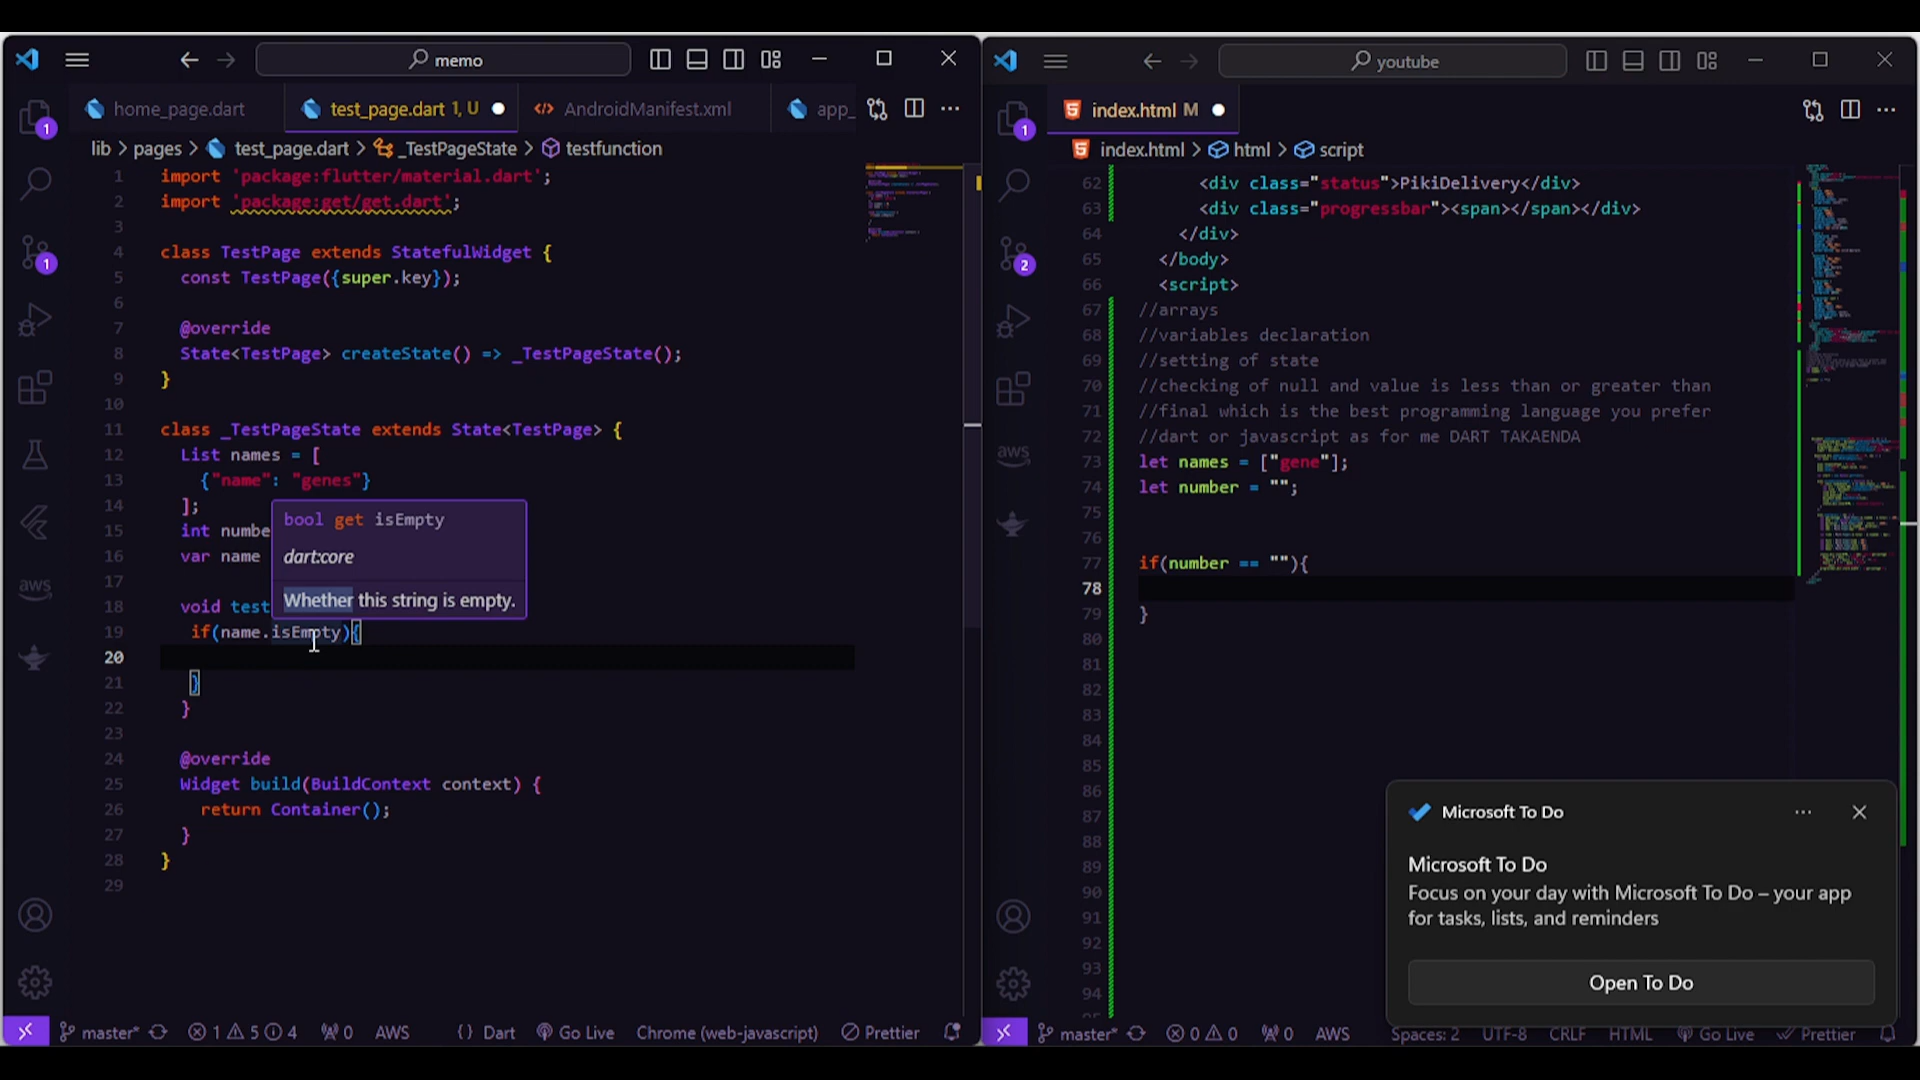 memo
home_page.dart
test_page.dart 1, U
AndroidManifest.xml
app_
lib > pages > test_page.dart > _TestPageState > testfunction
1 import 'package:flutter/material.dart';
2 import 'package:get/get.dart';
3
4 class TestPage extends StatefulWidget {
5 const TestPage({super.key});
6
7 @override
8 State<TestPage> createState() => _TestPageState();
9 }
10
11 class _TestPageState extends State<TestPage> {
12 List names = [
13 {"name": "genes"}
14 ];
15 int numbe
16 var name
17
18 void test
19 if(name.isEmpty){
20
21 }
22 }
23
24 @override
25 Widget build(BuildContext context) {
26 return Container();
27 }
28 }
29
bool get isEmpty
dart:core
Whether this string is empty.
1
1
aws
master* 1 5 4 0 AWS {} Dart Go Live Chrome (web-javascript) Prettier
youtube
index.html M
index.html > html > script
62 <div class="status">PikiDelivery</div>
63 <div class="progressbar"><span></span></div>
64 </div>
65 </body>
66 <script>
67 //arrays
68 //variables declaration
69 //setting of state
70 //checking of null and value is less than or greater than
71 //final which is the best programming language you prefer
72 //dart or javascript as for me DART TAKAENDA
73 let names = ["gene"];
74 let number = "";
75
76
77 if(number == ""){
78
79 }
80
81
82
83
84
85
86
87
88
89
90
91
92
93
94
1
2
aws
Microsoft To Do
Microsoft To Do
Focus on your day with Microsoft To Do – your app
for tasks, lists, and reminders
Open To Do
master* 0 0 0 AWS Spaces: 2 UTF-8 CRLF HTML Go Live Prettier